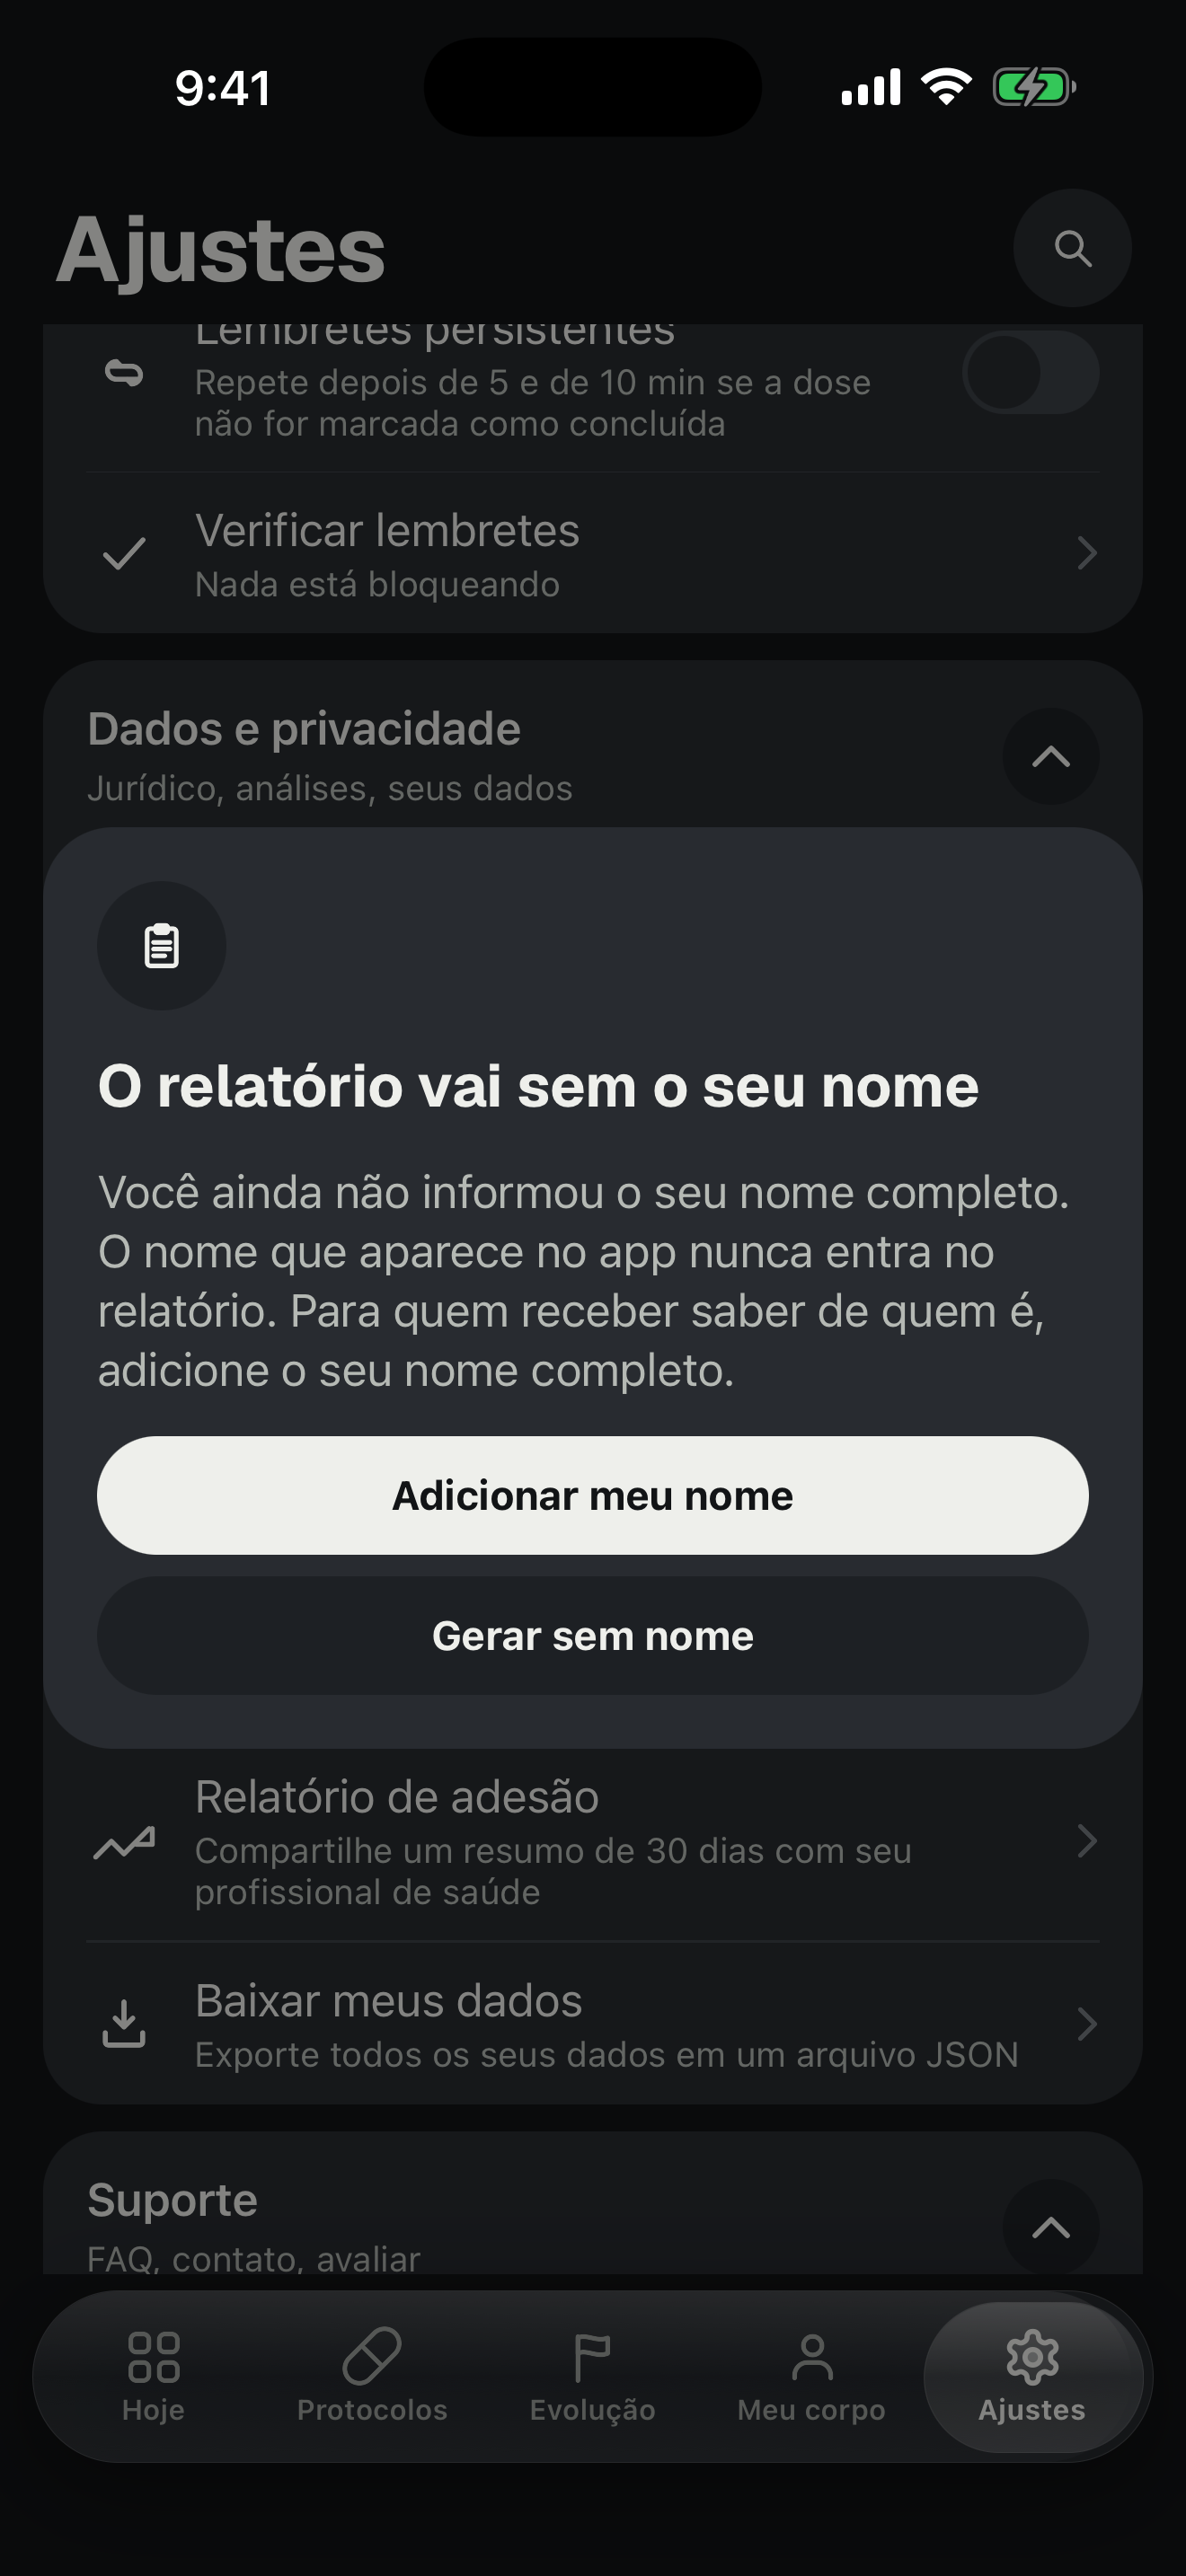 9:41
Ajustes
Lembretes persistentes
Repete depois de 5 e de 10 min se a dose
não for marcada como concluída
Verificar lembretes
Nada está bloqueando
Dados e privacidade
Jurídico, análises, seus dados
O relatório vai sem o seu nome
Você ainda não informou o seu nome completo.
O nome que aparece no app nunca entra no
relatório. Para quem receber saber de quem é,
adicione o seu nome completo.
Adicionar meu nome
Gerar sem nome
Relatório de adesão
Compartilhe um resumo de 30 dias com seu
profissional de saúde
Baixar meus dados
Exporte todos os seus dados em um arquivo JSON
Suporte
FAQ, contato, avaliar
Hoje
Protocolos
Evolução
Meu corpo
Ajustes